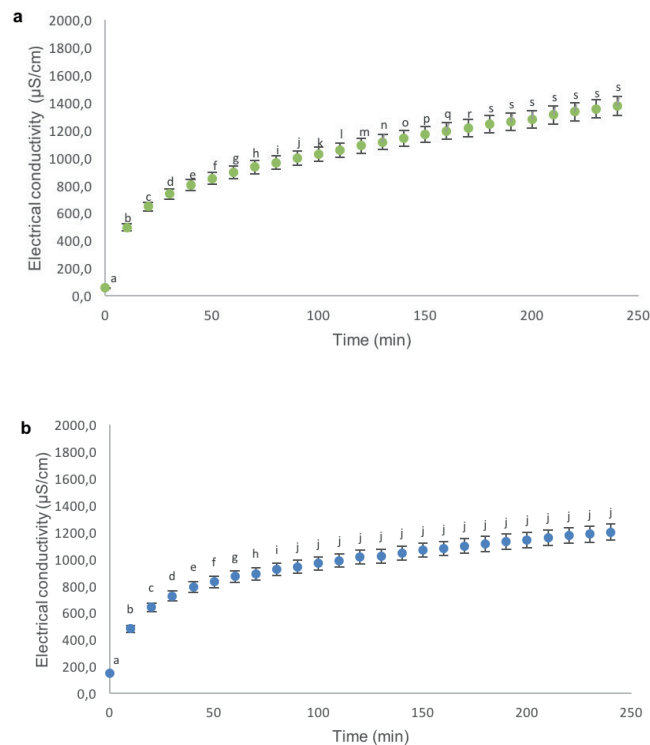 a
2000,0
1800,0
1600,0
1400,0
1200,0
1000,0
800,0
600,0
400,0
200,0
0,0
Electrical conductivity (µS/cm)
a b c d e f g h i j k l m n o p q r s s s s s s s
0 50 100 150 200 250
Time (min)
b
2000,0
1800,0
1600,0
1400,0
1200,0
1000,0
800,0
600,0
400,0
200,0
0,0
Electrical conductivity (µS/cm)
a b c d e f g h i j j j j j j j j j j j j j j j j
0 50 100 150 200 250
Time (min)